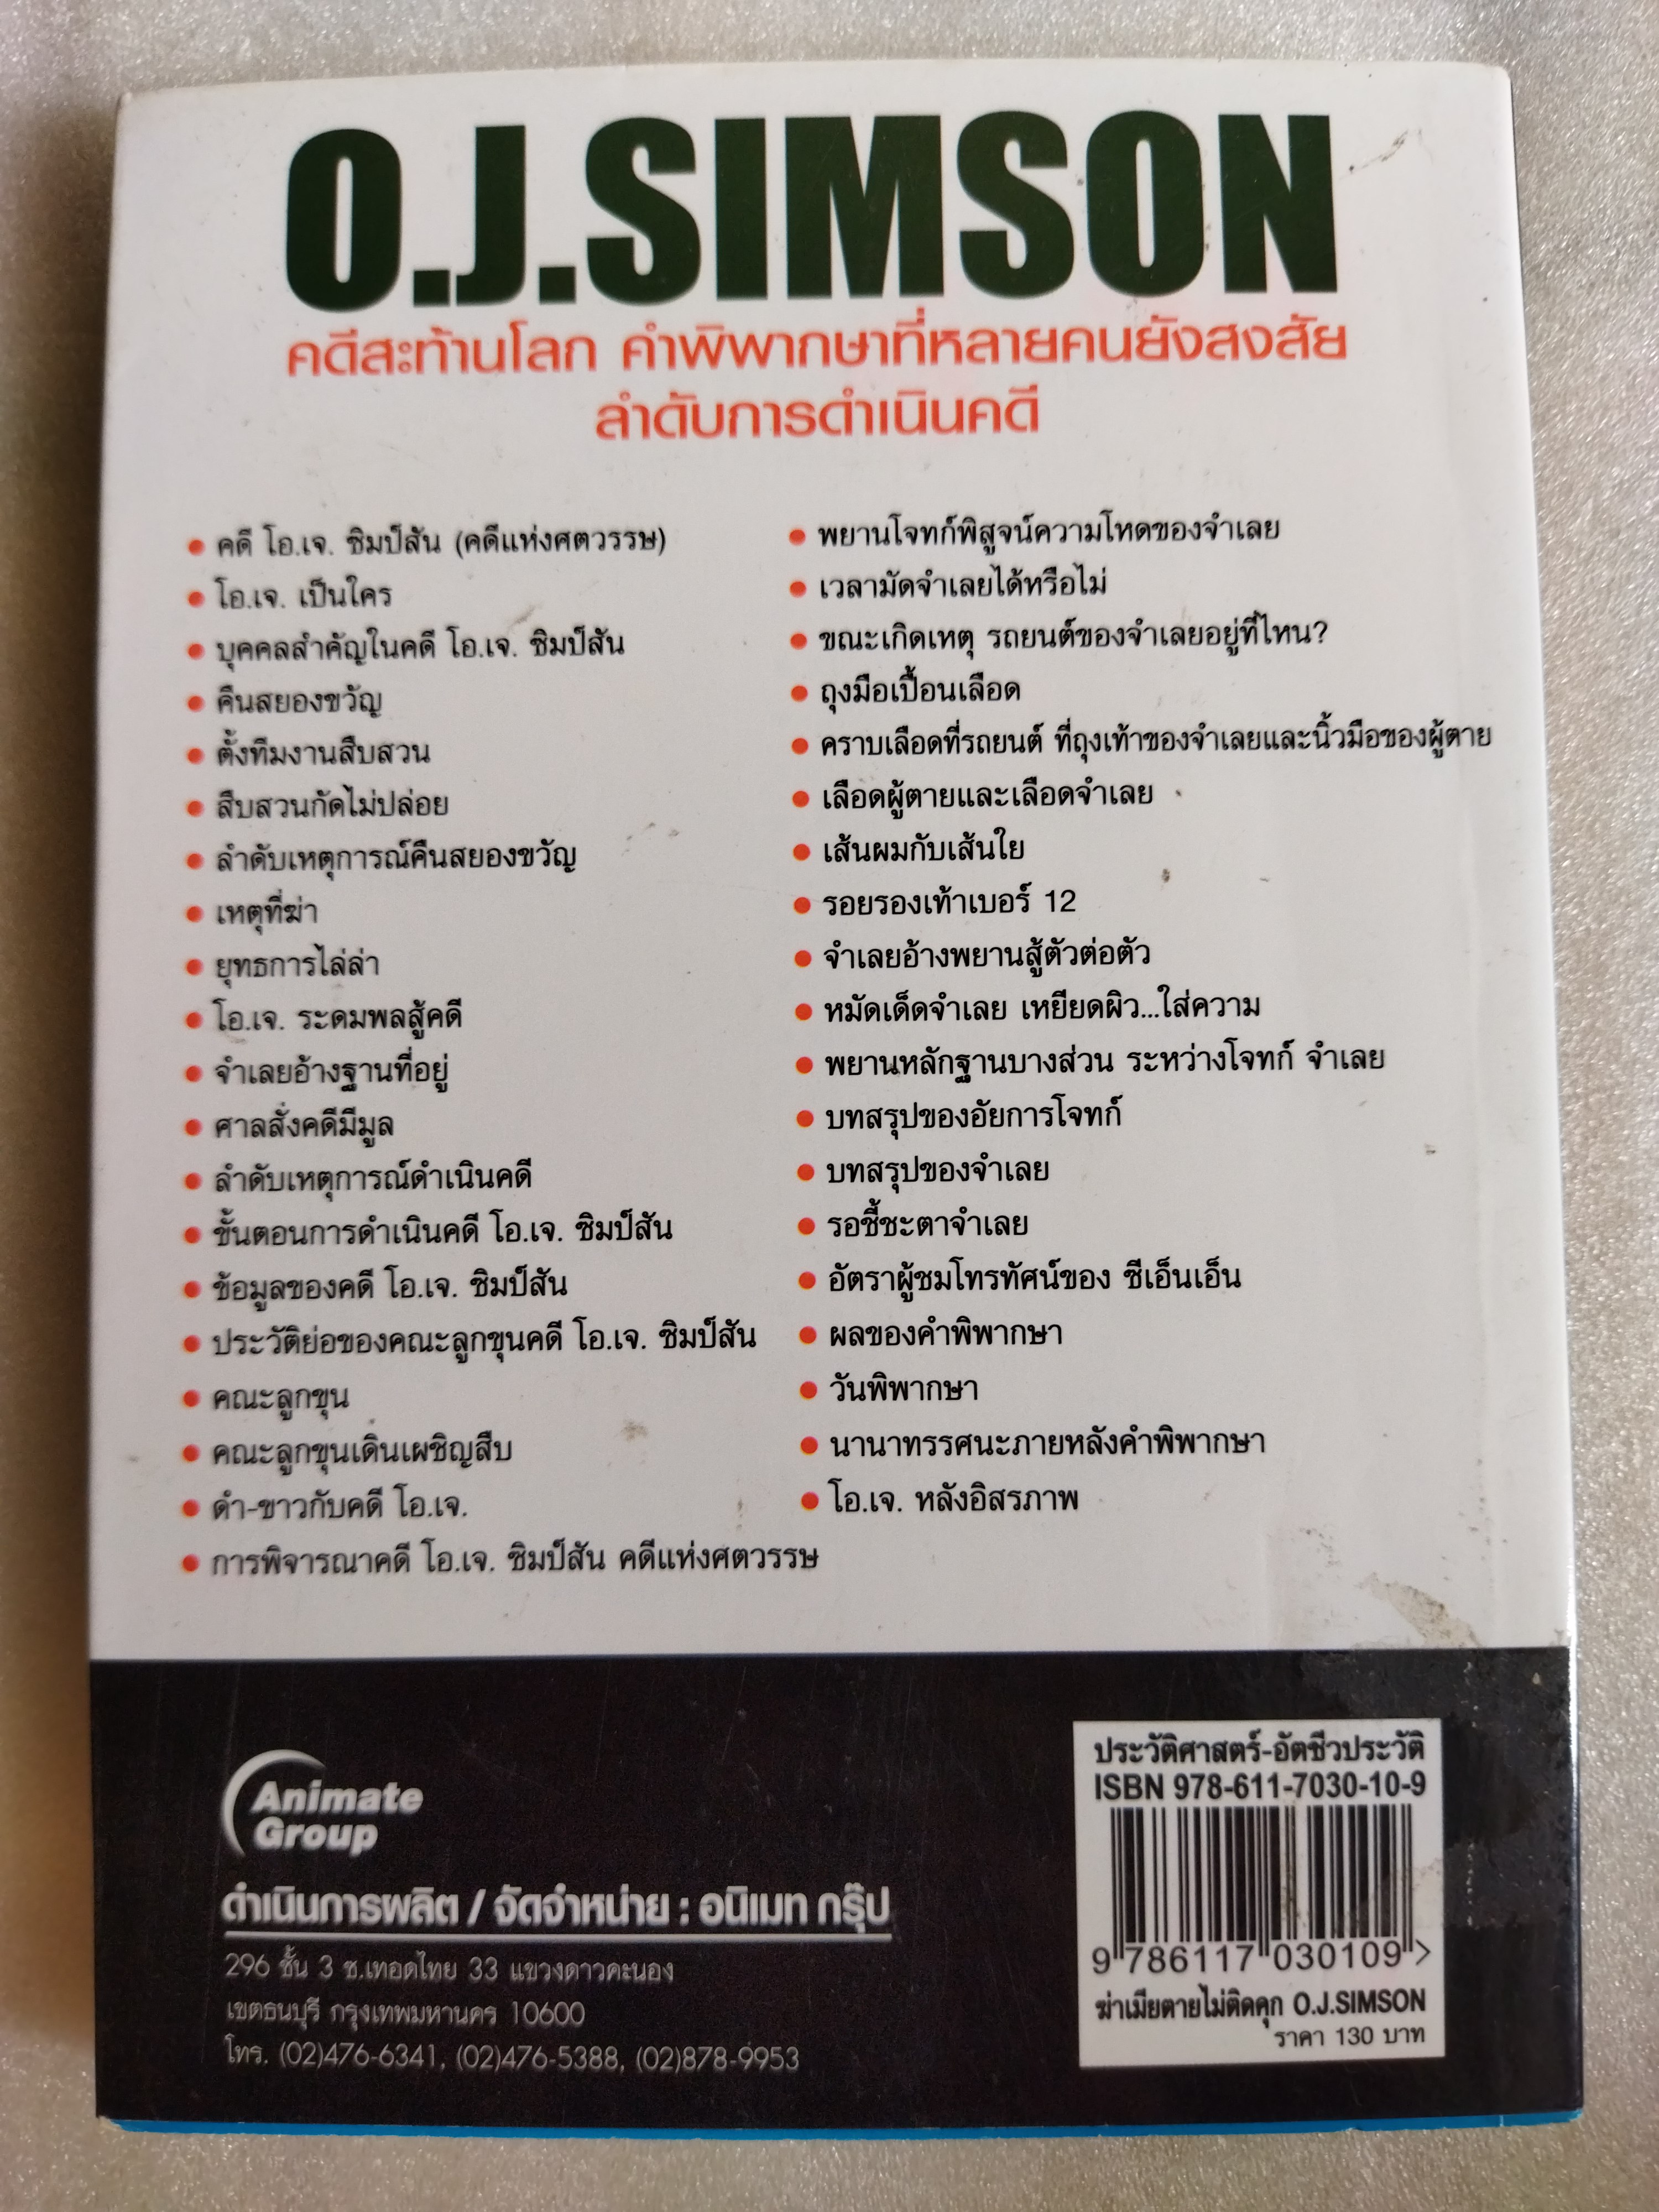 O.J.SIMSON
คดีสะท้านโลก คำพิพากษาที่หลายคนยังสงสัย
ลำดับการดำเนินคดี
• คดี โอ.เจ. ซิมป์สัน (คดีแห่งศตวรรษ)
• โอ.เจ. เป็นใคร
• บุคคลสำคัญในคดี โอ.เจ. ซิมป์สัน
• คืนสยองขวัญ
• ตั้งทีมงานสืบสวน
• สืบสวนกัดไม่ปล่อย
• ลำดับเหตุการณ์คืนสยองขวัญ
• เหตุที่ฆ่า
• ยุทธการไล่ล่า
• โอ.เจ. ระดมพลสู้คดี
• จำเลยอ้างฐานที่อยู่
• ศาลสั่งคดีมีมูล
• ลำดับเหตุการณ์ดำเนินคดี
• ขั้นตอนการดำเนินคดี โอ.เจ. ซิมป์สัน
• ข้อมูลของคดี โอ.เจ. ซิมป์สัน
• ประวัติย่อของคณะลูกขุนคดี โอ.เจ. ซิมป์สัน
• คณะลูกขุน
• คณะลูกขุนเดินเผชิญสืบ
• ดำ-ขาวกับคดี โอ.เจ.
• การพิจารณาคดี โอ.เจ. ซิมป์สัน คดีแห่งศตวรรษ
• พยานโจทก์พิสูจน์ความโหดของจำเลย
• เวลามัดจำเลยได้หรือไม่
• ขณะเกิดเหตุ รถยนต์ของจำเลยอยู่ที่ไหน?
• ถุงมือเปื้อนเลือด
• คราบเลือดที่รถยนต์ ที่ถุงเท้าของจำเลยและนิ้วมือของผู้ตาย
• เลือดผู้ตายและเลือดจำเลย
• เส้นผมกับเส้นใย
• รอยรองเท้าเบอร์ 12
• จำเลยอ้างพยานสู้ตัวต่อตัว
• หมัดเด็ดจำเลย เหยียดผิว...ใส่ความ
• พยานหลักฐานบางส่วน ระหว่างโจทก์ จำเลย
• บทสรุปของอัยการโจทก์
• บทสรุปของจำเลย
• รอชี้ชะตาจำเลย
• อัตราผู้ชมโทรทัศน์ของ ซีเอ็นเอ็น
• ผลของคำพิพากษา
• วันพิพากษา
• นานาทรรศนะภายหลังคำพิพากษา
• โอ.เจ. หลังอิสรภาพ
Animate
Group
ดำเนินการผลิต / จัดจำหน่าย : อนิเมท กรุ๊ป
296 ชั้น 3 ซ.เทอดไทย 33 แขวงดาวคะนอง
เขตธนบุรี กรุงเทพมหานคร 10600
โทร. (02)476-6341, (02)476-5388, (02)878-9953
ประวัติศาสตร์-อัตชีวประวัติ
ISBN 978-611-7030-10-9
9 786117 030109 >
ฆ่าเมียตายไม่ติดคุก O.J.SIMSON
ราคา 130 บาท